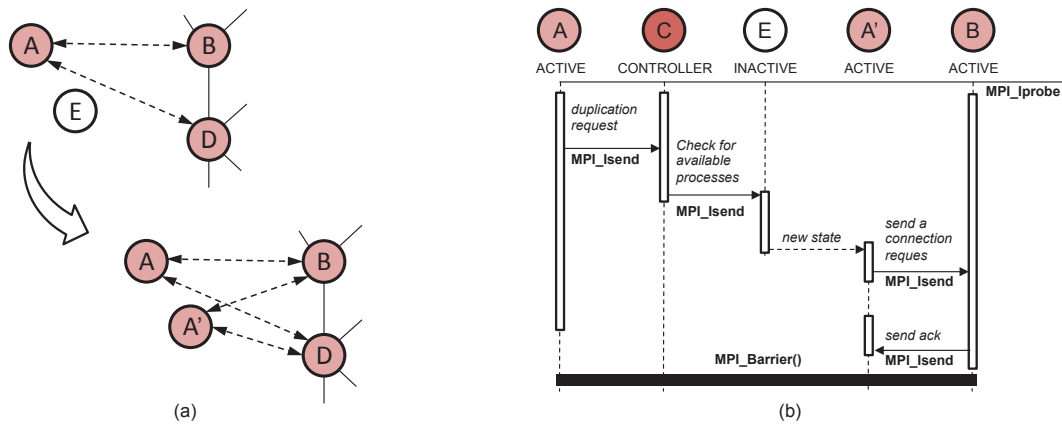 A
B
E
D
A
B
A'
D
(a)
A
C
E
A'
B
ACTIVE
CONTROLLER
INACTIVE
ACTIVE
ACTIVE
MPI_Iprobe
duplication
request
MPI_Isend
Check for
available
processes
MPI_Isend
new state
send a
connection
reques
MPI_Isend
send ack
MPI_Isend
MPI_Barrier()
(b)